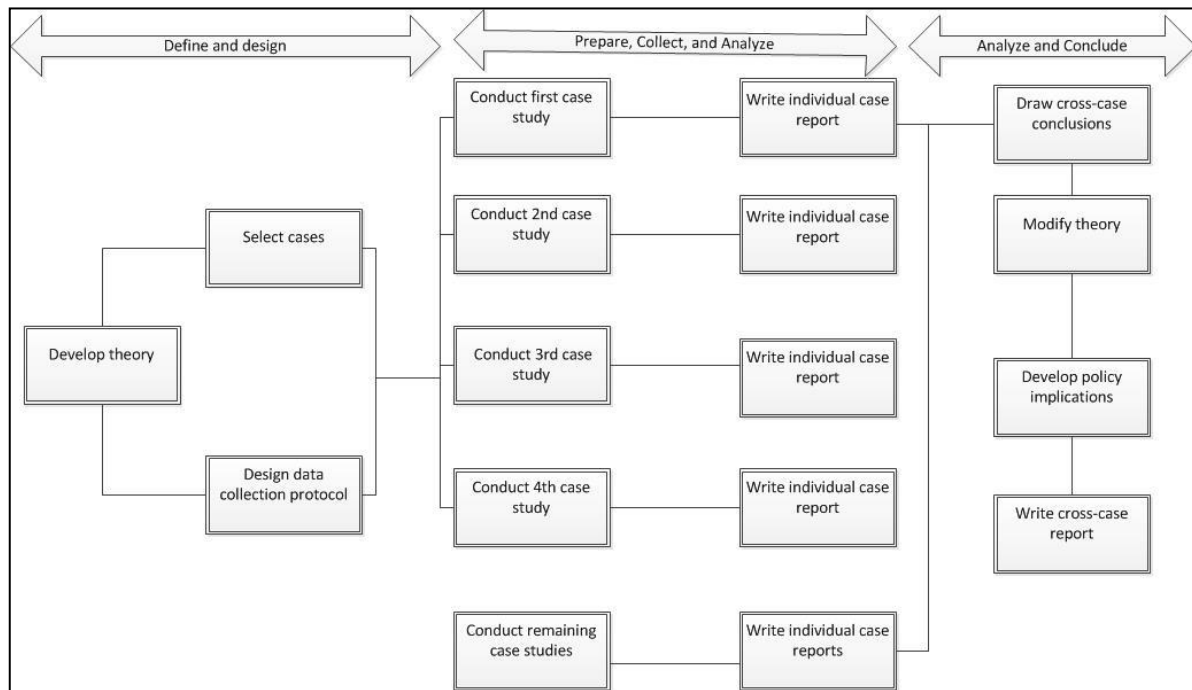 Define and design
Prepare, Collect, and Analyze
Analyze and Conclude
Conduct first case
study
Write individual case
report
Draw cross-case
conclusions
Select cases
Conduct 2nd case
study
Write individual case
report
Modify theory
Develop theory
Conduct 3rd case
study
Write individual case
report
Develop policy
implications
Design data
collection protocol
Conduct 4th case
study
Write individual case
report
Write cross-case
report
Conduct remaining
case studies
Write individual case
reports